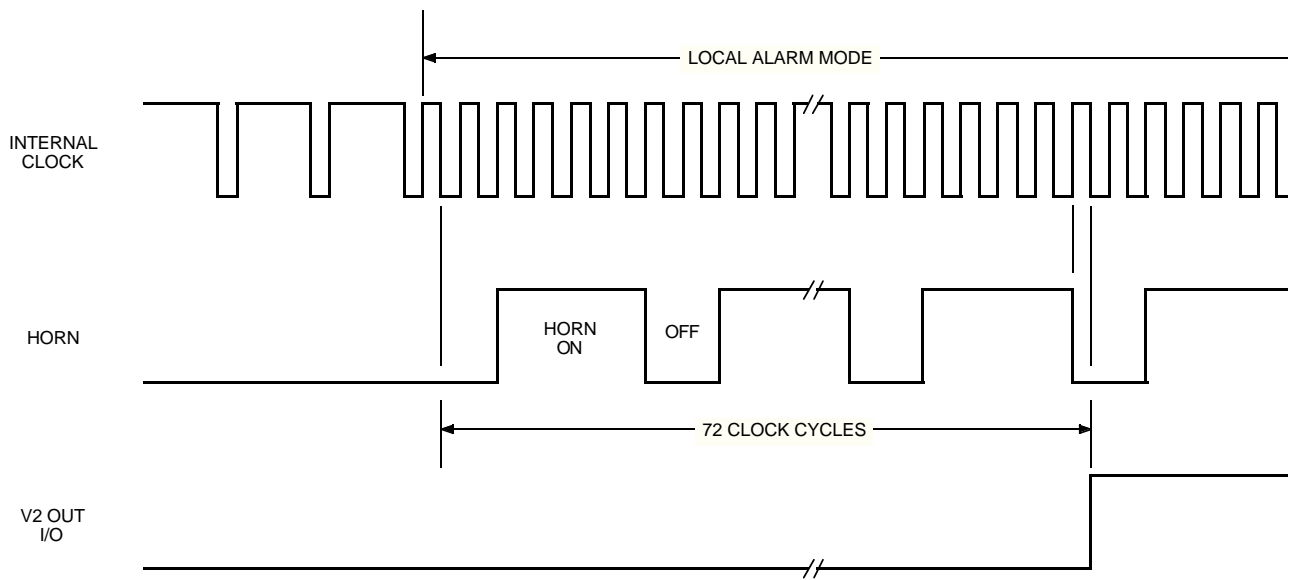 LOCAL ALARM MODE
INTERNAL
CLOCK
HORN
HORN
ON
OFF
72 CLOCK CYCLES
V2 OUT
I/O